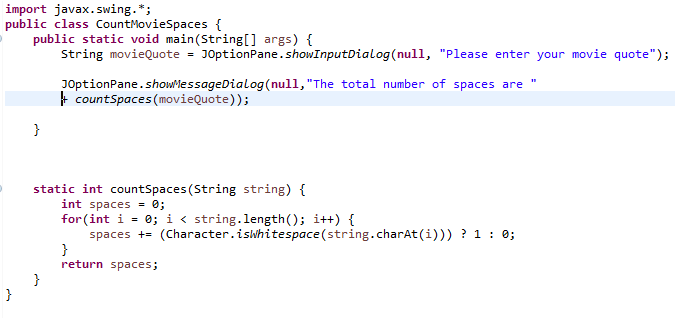 import javax.swing.*;
public class CountMovieSpaces {
    public static void main(String[] args) {
        String movieQuote = JOptionPane.showInputDialog(null, "Please enter your movie quote");

        JOptionPane.showMessageDialog(null,"The total number of spaces are "
        + countSpaces(movieQuote));

    }



    static int countSpaces(String string) {
        int spaces = 0;
        for(int i = 0; i < string.length(); i++) {
            spaces += (Character.isWhitespace(string.charAt(i))) ? 1 : 0;
        }
        return spaces;
    }
}